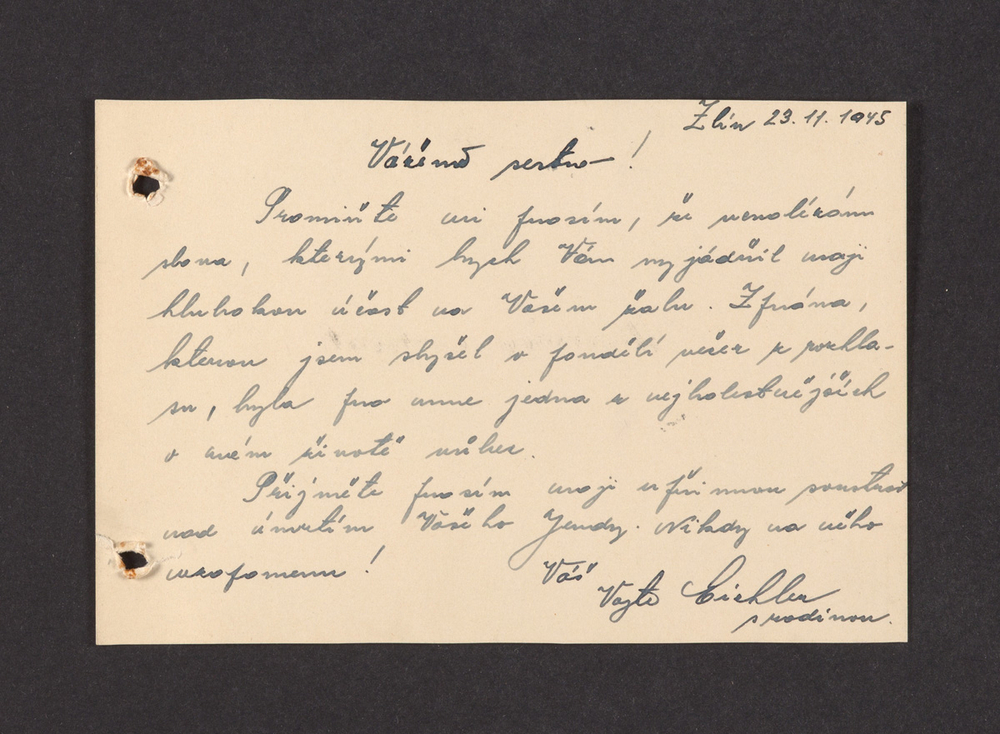 Zlín 23.11.1945
Vážená sestro!
Promiňte mi prosím, že nenalézám
slova, kterými bych Vám vyjádřil moji
hlubokou účast na Vašem žalu. Zpráva,
kterou jsem slyšel v pondělí večer z rozhla-
su, byla pro mne jedna z nejbolestnějších
v mém životě vůbec.
Přijměte prosím moji upřímnou soustrast
nad úmrtím Vašeho Jendy. Nikdy na něho
nezapomenu!
Váš
Vojta Eichler
s rodinou.